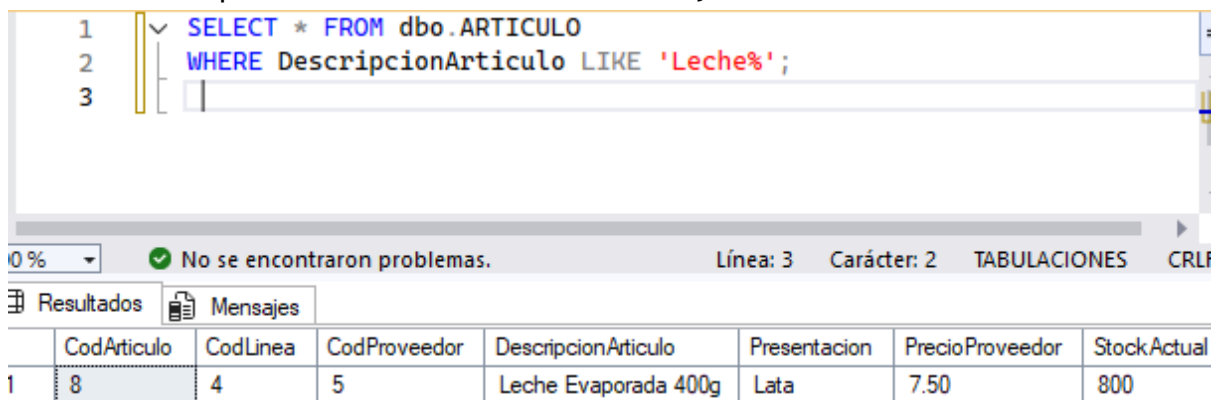 1 SELECT * FROM dbo.ARTICULO
2 WHERE DescripcionArticulo LIKE 'Leche%';
3
No se encontraron problemas. Línea: 3 Carácter: 2 TABULACIONES
Resultados Mensajes
CodArticulo CodLinea CodProveedor DescripcionArticulo Presentacion PrecioProveedor StockActual
1 8 4 5 Leche Evaporada 400g Lata 7.50 800